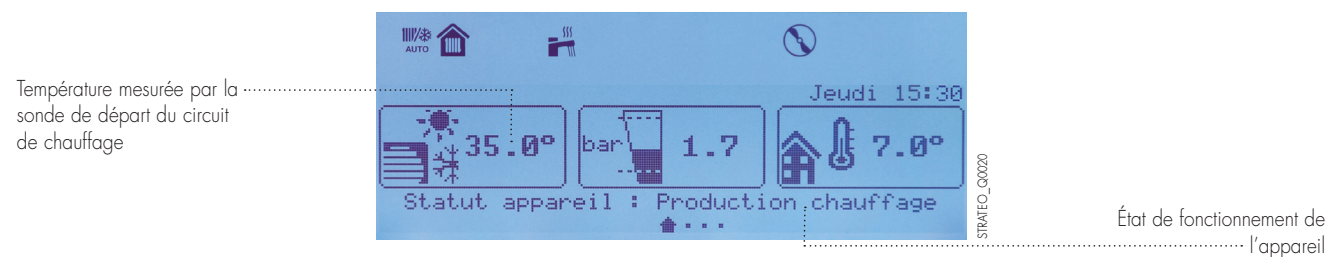 AUTO
Jeudi 15:30
Température mesurée par la
sonde de départ du circuit
de chauffage
35.0°
bar 1.7
7.0°
Statut appareil : Production chauffage
STRATEO_Q0020
État de fonctionnement de
l'appareil